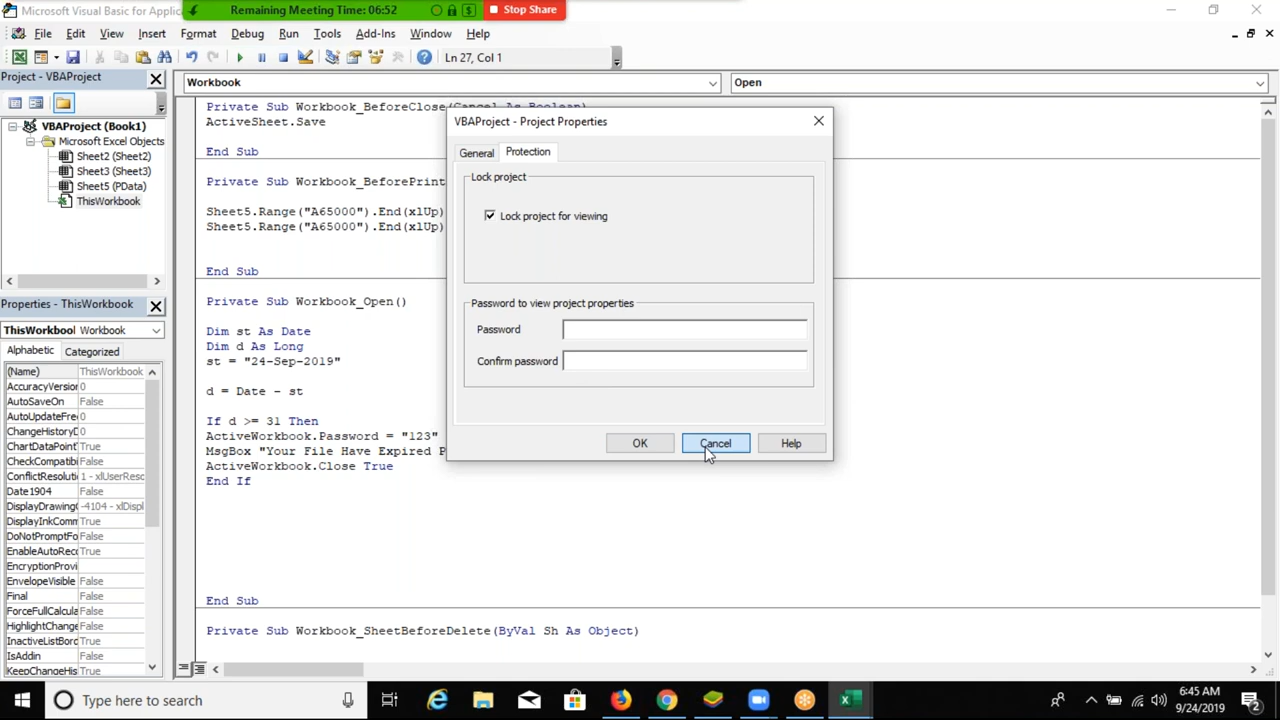 Microsoft Visual Basic for Applica
Remaining Meeting Time: 06:52
Stop Share
File Edit View Insert Format Debug Run Tools Add-Ins Window Help
Ln 27, Col 1
Project - VBAProject
Workbook
Open
VBAProject (Book1)
Microsoft Excel Objects
Sheet2 (Sheet2)
Sheet3 (Sheet3)
Sheet5 (PData)
ThisWorkbook
Private Sub Workbook_BeforeClose(Cancel As Boolean)
ActiveSheet.Save
End Sub
Private Sub Workbook_BeforePrint
Sheet5.Range("A65000").End(xlUp)
Sheet5.Range("A65000").End(xlUp)
End Sub
Private Sub Workbook_Open()
Dim st As Date
Dim d As Long
st = "24-Sep-2019"
d = Date - st
If d >= 31 Then
ActiveWorkbook.Password = "123"
MsgBox "Your File Have Expired P
ActiveWorkbook.Close True
End If
End Sub
Private Sub Workbook_SheetBeforeDelete(ByVal Sh As Object)
VBAProject - Project Properties
General Protection
Lock project
Lock project for viewing
Password to view project properties
Password
Confirm password
OK Cancel Help
Properties - ThisWorkbook
ThisWorkbool Workbook
Alphabetic Categorized
(Name) ThisWorkbook
AccuracyVersion 0
AutoSaveOn False
AutoUpdateFre 0
ChangeHistoryD 0
ChartDataPoint True
CheckCompatibi False
ConflictResoluti 1 - xlUserReso
Date1904 False
DisplayDrawingO -4104 - xlDispl
DisplayInkComm True
DoNotPromptFo False
EnableAutoReco True
EncryptionProvi
EnvelopeVisible False
Final False
ForceFullCalcula False
HighlightChange False
InactiveListBord True
IsAddin False
KeepChangeHis True
Type here to search
6:45 AM
9/24/2019
2